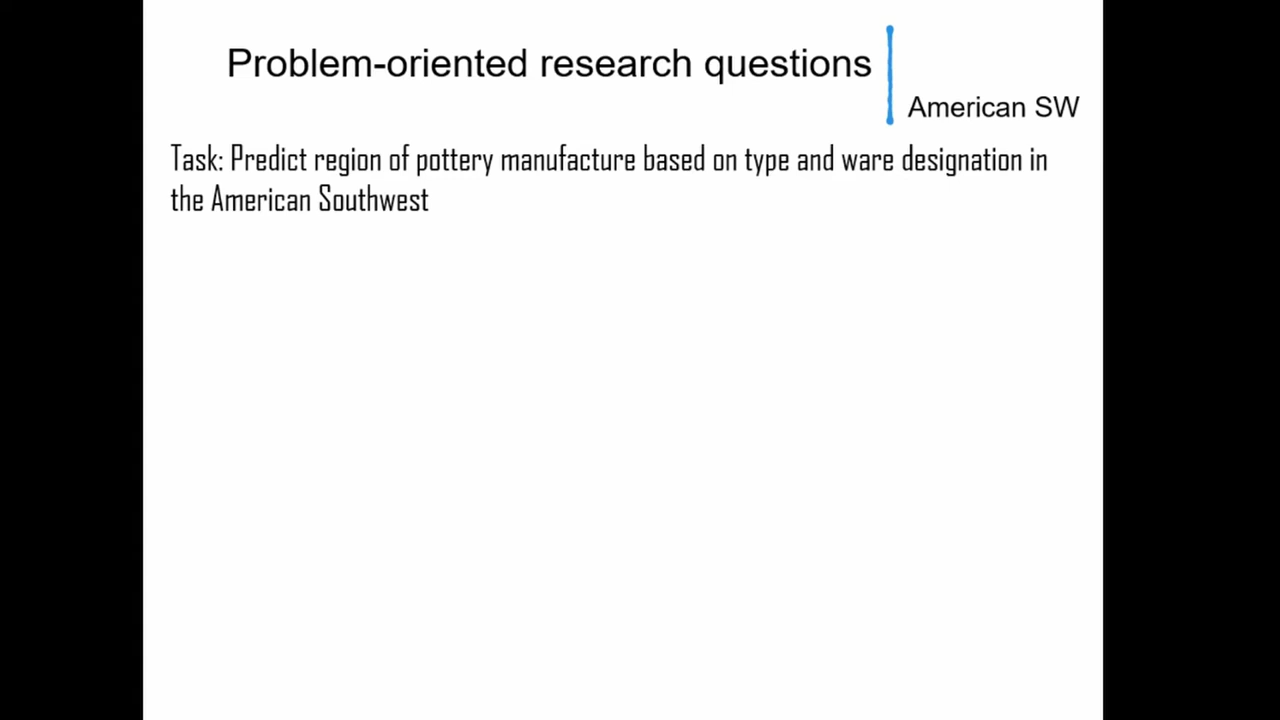 Problem-oriented research questions
American SW
Task: Predict region of pottery manufacture based on type and ware designation in
the American Southwest